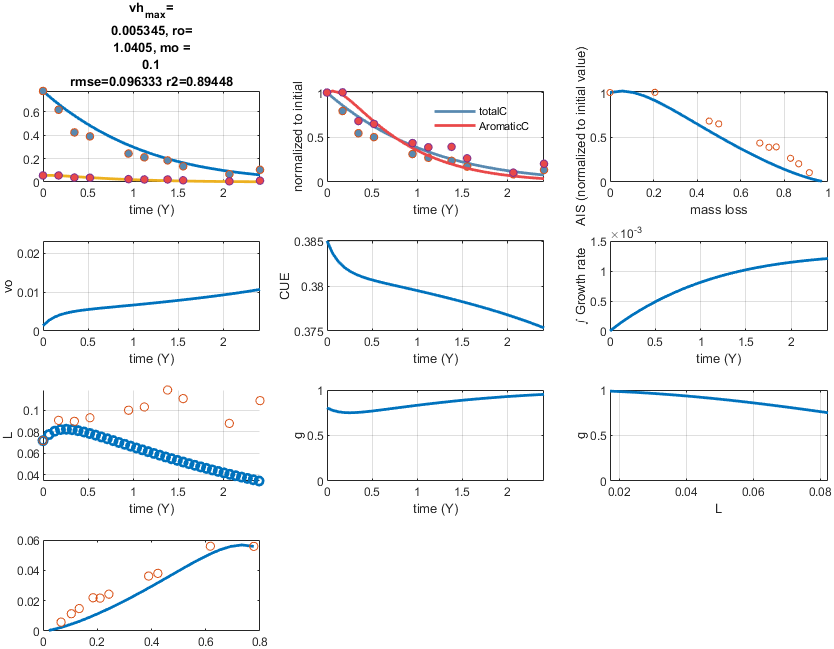 vh_max=
0.005345, ro=
1.0405, mo =
0.1
rmse=0.096333 r2=0.89448
0.6
0.4
0.2
0
0 0.5 1 1.5 2
time (Y)
normalized to initial
1
0.5
0
totalC
AromaticC
0 0.5 1 1.5 2
time (Y)
AIS (normalized to initial value)
1
0.5
0
0 0.2 0.4 0.6 0.8 1
mass loss
vo
0.02
0.01
0
0 0.5 1 1.5 2
time (Y)
CUE
0.385
0.38
0.375
0 0.5 1 1.5 2
time (Y)
∫ Growth rate
×10^-3
1.5
1
0.5
0
0 0.5 1 1.5 2
time (Y)
L
0.1
0.08
0.06
0.04
0 0.5 1 1.5 2
time (Y)
g
1
0.5
0
0 0.5 1 1.5 2
time (Y)
g
1
0.5
0
0.02 0.04 0.06 0.08
L
0.06
0.04
0.02
0
0 0.2 0.4 0.6 0.8